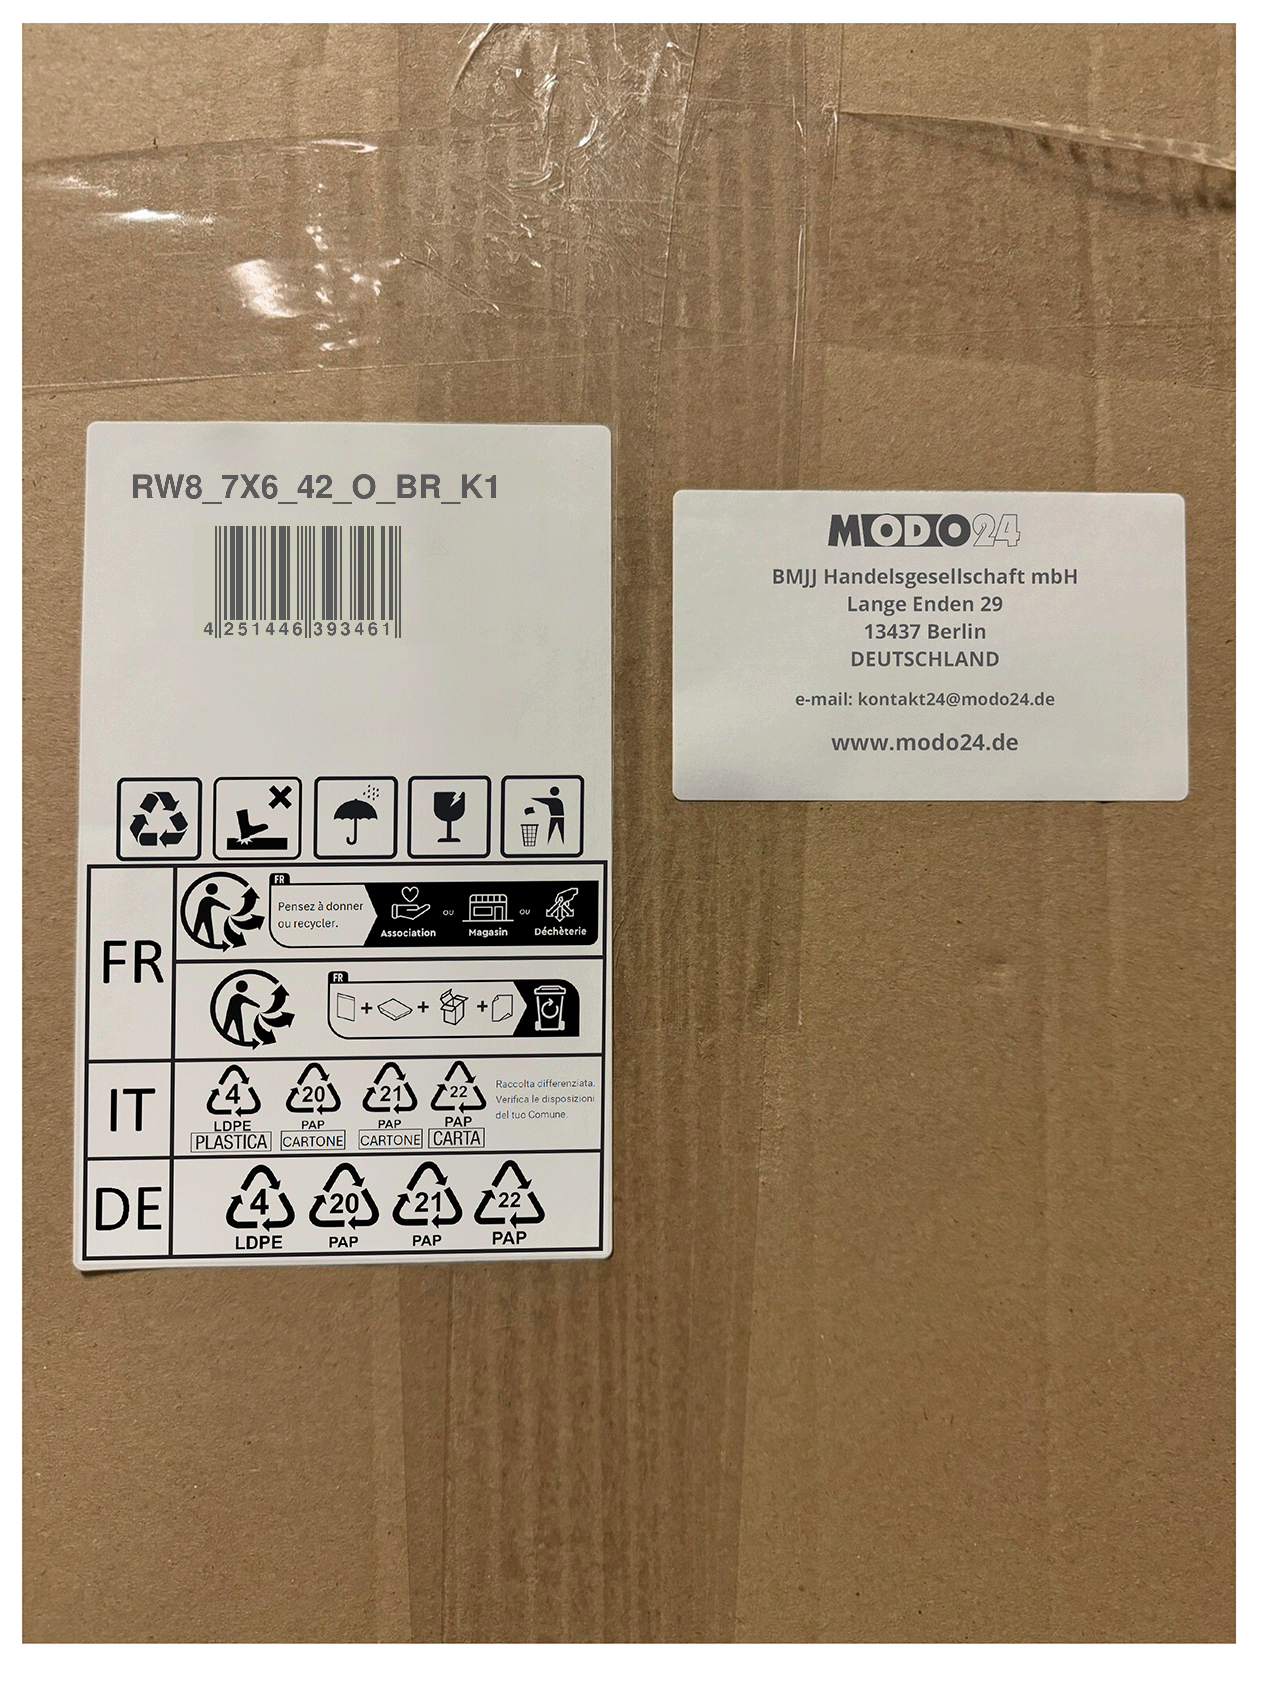 RW8_7X6_42_O_BR_K1
4 251446 393461
FR
FR
Pensez à donner
ou recycler.
Association
OU
Magasin
OU
Déchèterie
FR
+ + +
IT
4
LDPE
PLASTICA
20
PAP
CARTONE
21
PAP
CARTONE
22
PAP
CARTA
Raccolta differenziata.
Verifica le disposizioni
del tuo Comune.
DE
4
LDPE
20
PAP
21
PAP
22
PAP
MODO24
BMJJ Handelsgesellschaft mbH
Lange Enden 29
13437 Berlin
DEUTSCHLAND
e-mail: kontakt24@modo24.de
www.modo24.de